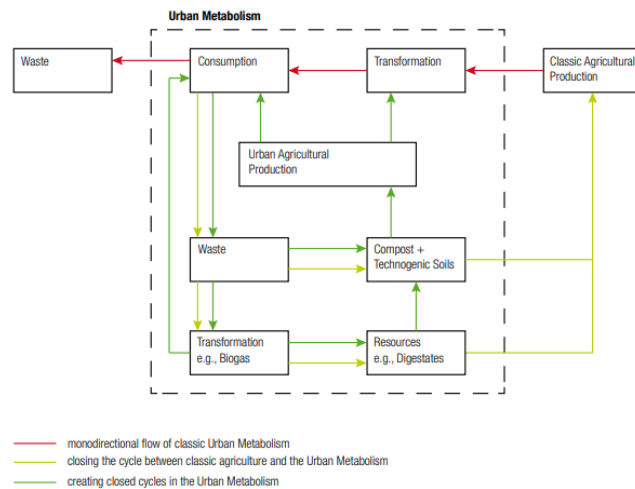 Urban Metabolism
Waste
Consumption
Transformation
Classic Agricultural
Production
Urban Agricultural
Production
Waste
Compost +
Technogenic Soils
Transformation
e.g., Biogas
Resources
e.g., Digestates
monodirectional flow of classic Urban Metabolism
closing the cycle between classic agriculture and the Urban Metabolism
creating closed cycles in the Urban Metabolism